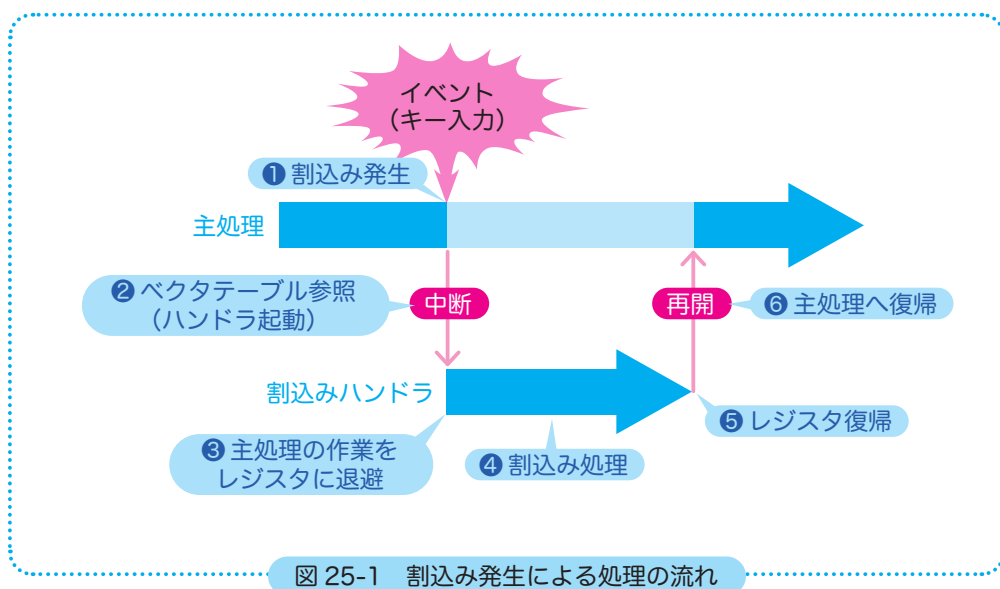 イベント
（キー入力）
❶ 割込み発生
主処理
❷ ベクタテーブル参照
（ハンドラ起動）
中断
再開
❻ 主処理へ復帰
割込みハンドラ
❺ レジスタ復帰
❸ 主処理の作業を
レジスタに退避
❹ 割込み処理
図 25-1　割込み発生による処理の流れ